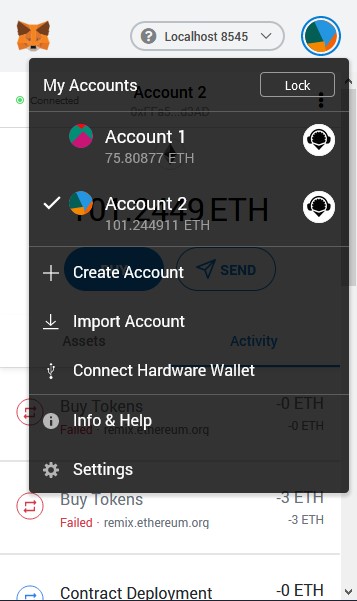 Localhost 8545
My Accounts
Lock
Connected
Account 2
Account 1
75.80877 ETH
Account 2
101.244911 ETH
101.2449 ETH
Create Account
SEND
Import Account
Assets
Activity
Connect Hardware Wallet
Buy Tokens
-0 ETH
Failed · remix.ethereum.org
-0 ETH
Info & Help
Settings
Buy Tokens
-3 ETH
Failed · remix.ethereum.org
-3 ETH
Contract Deployment
-0 ETH